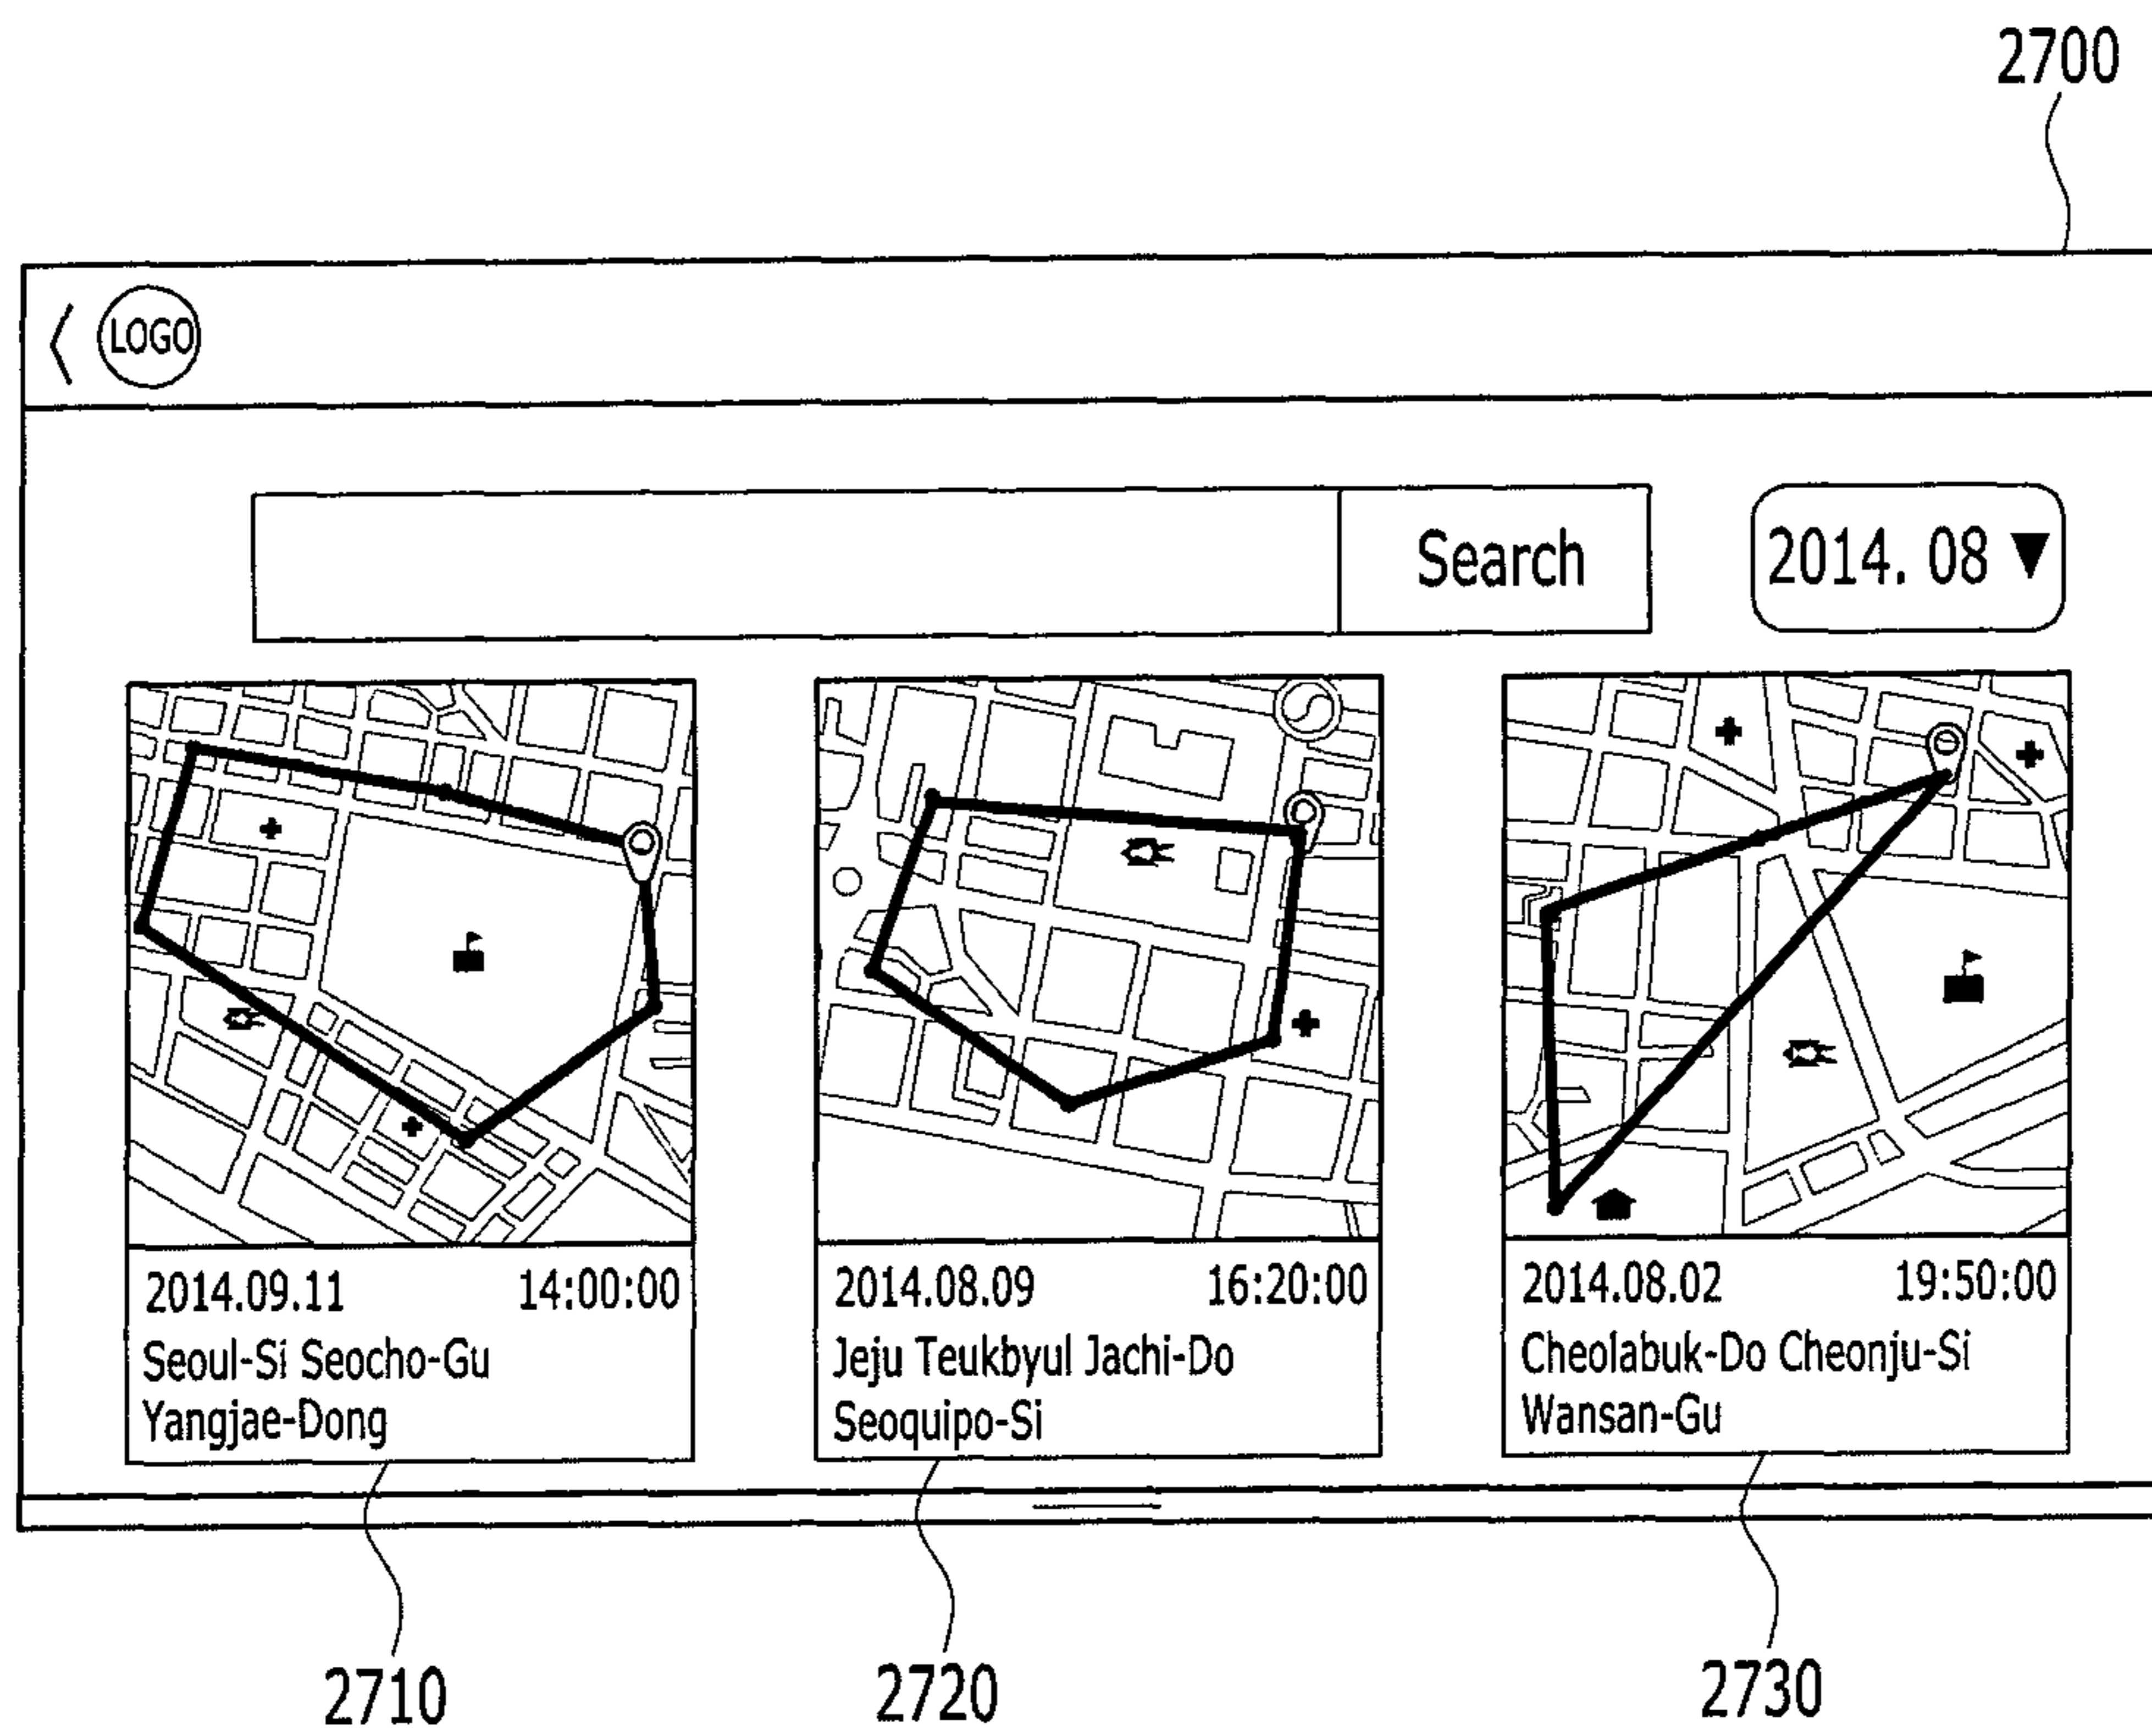 2700
LOGO
Search
2014. 08
2014.09.11 14:00:00
Seoul-Si Seocho-Gu
Yangjae-Dong
2014.08.09 16:20:00
Jeju Teukbyul Jachi-Do
Seoquipo-Si
2014.08.02 19:50:00
Cheolabuk-Do Cheonju-Si
Wansan-Gu
2710
2720
2730